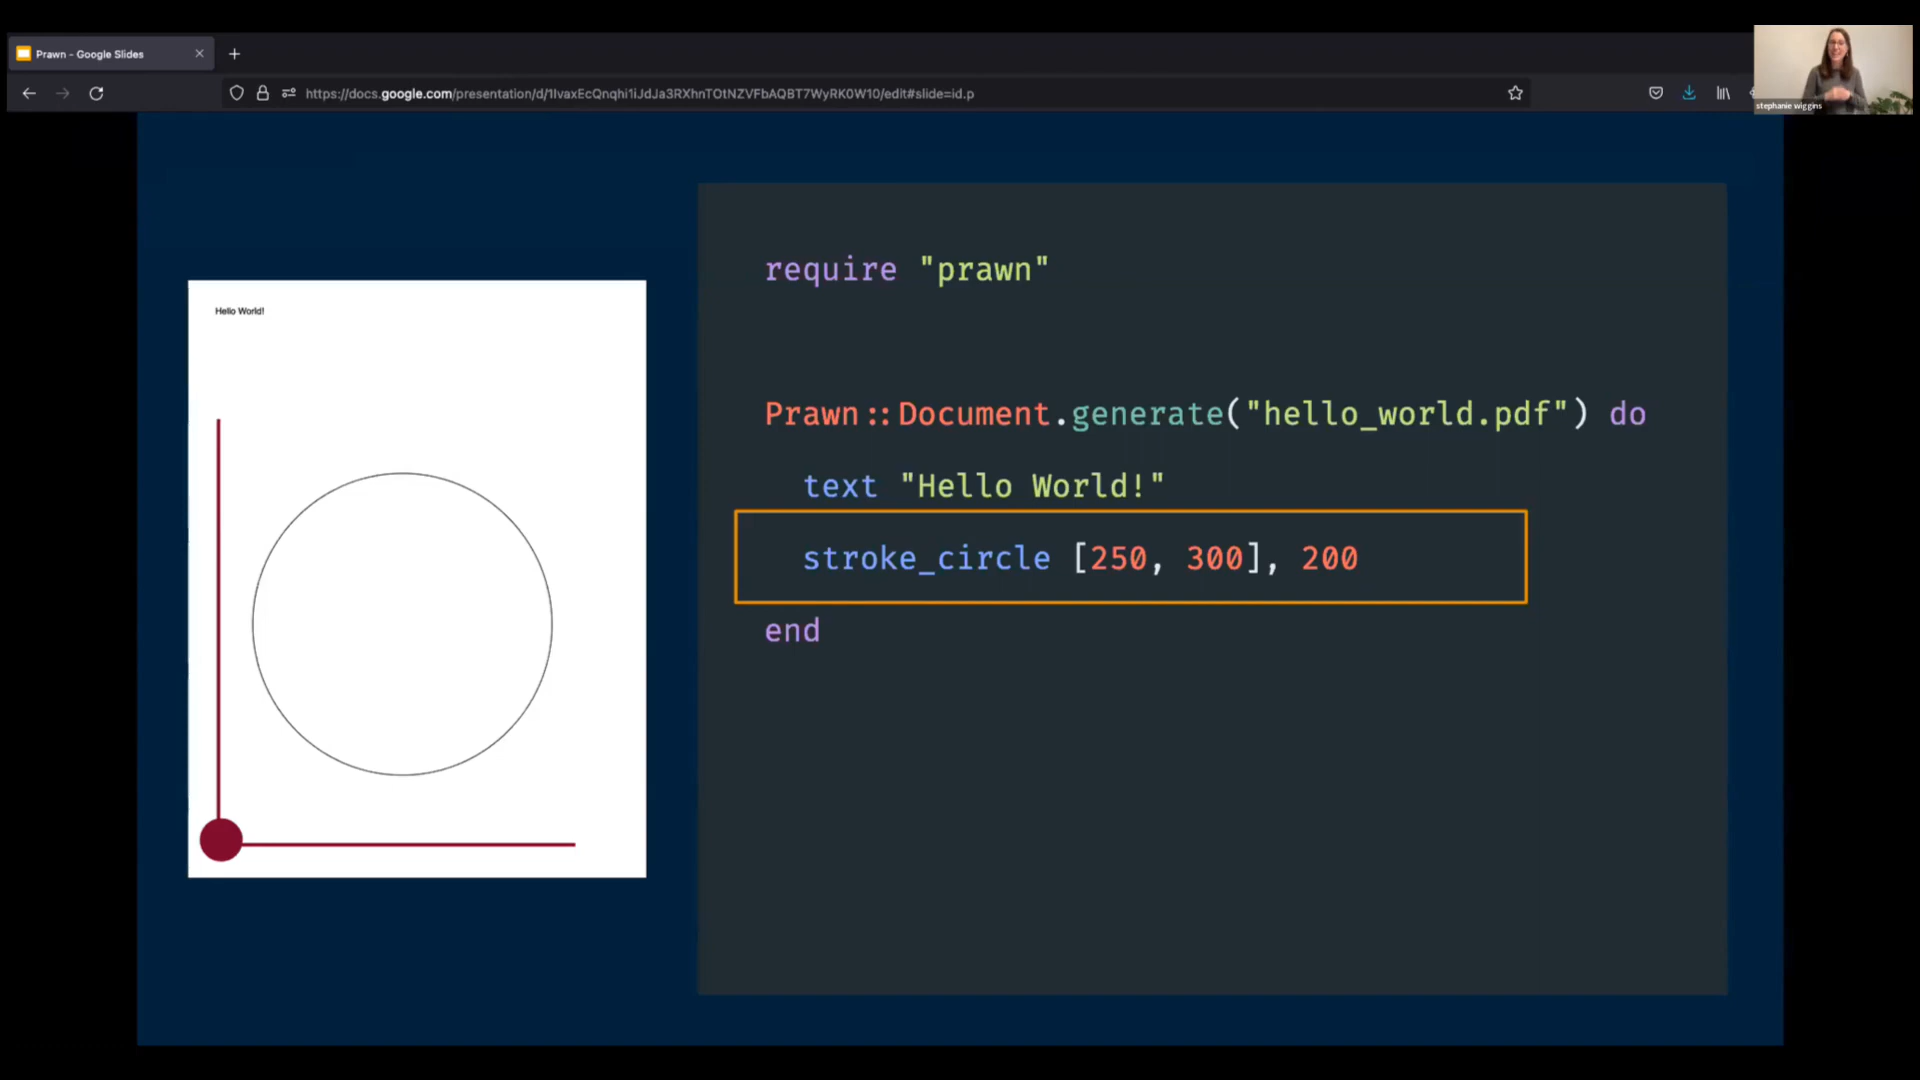 Prawn - Google Slides
https://docs.google.com/presentation/d/1IvaxEcQnqhi1iJdJa3RXhnTOtNZVFbAQBT7WyRK0W10/edit#slide=id.p
stephanie wiggins
Hello World!
require "prawn"
Prawn::Document.generate("hello_world.pdf") do
text "Hello World!"
stroke_circle [250, 300], 200
end